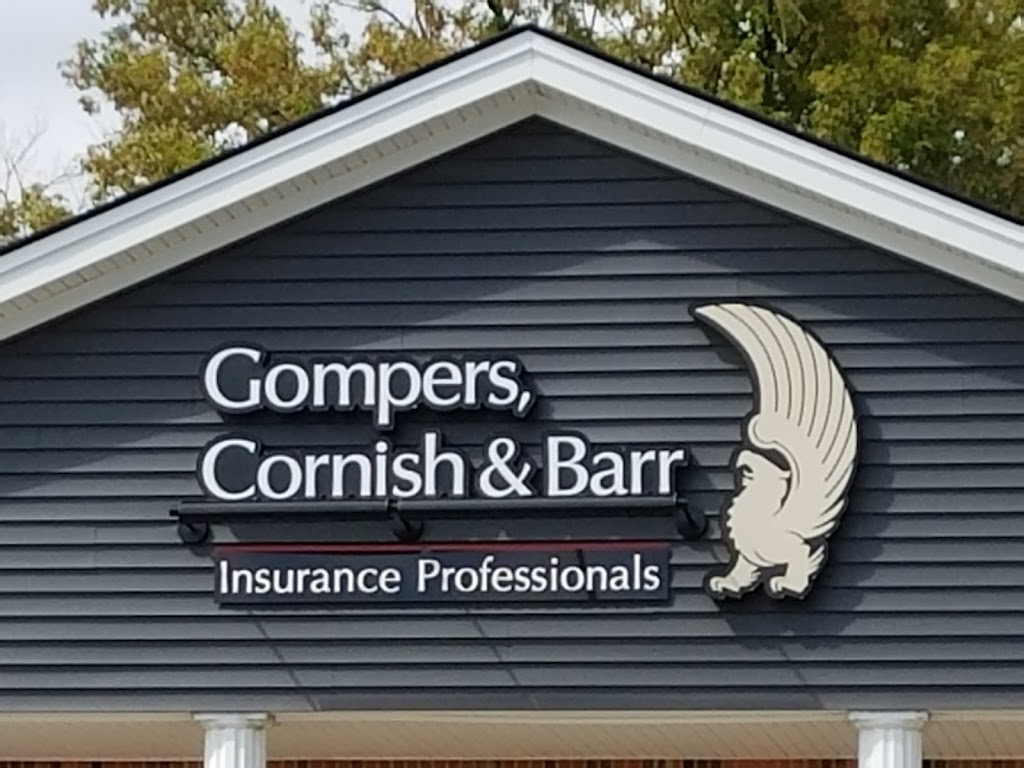 Gompers,
Cornish & Barr
Insurance Professionals